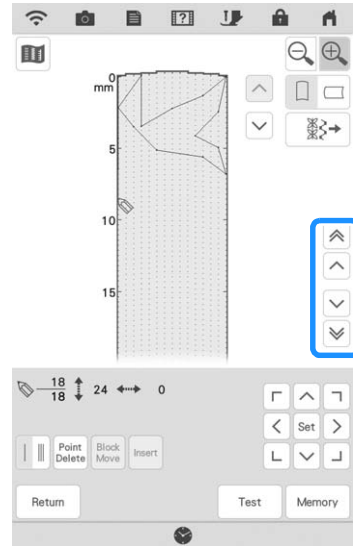 0
mm
5
10
15
18
18
24
0
Point
Delete
Block
Move
Insert
Set
Return
Test
Memory